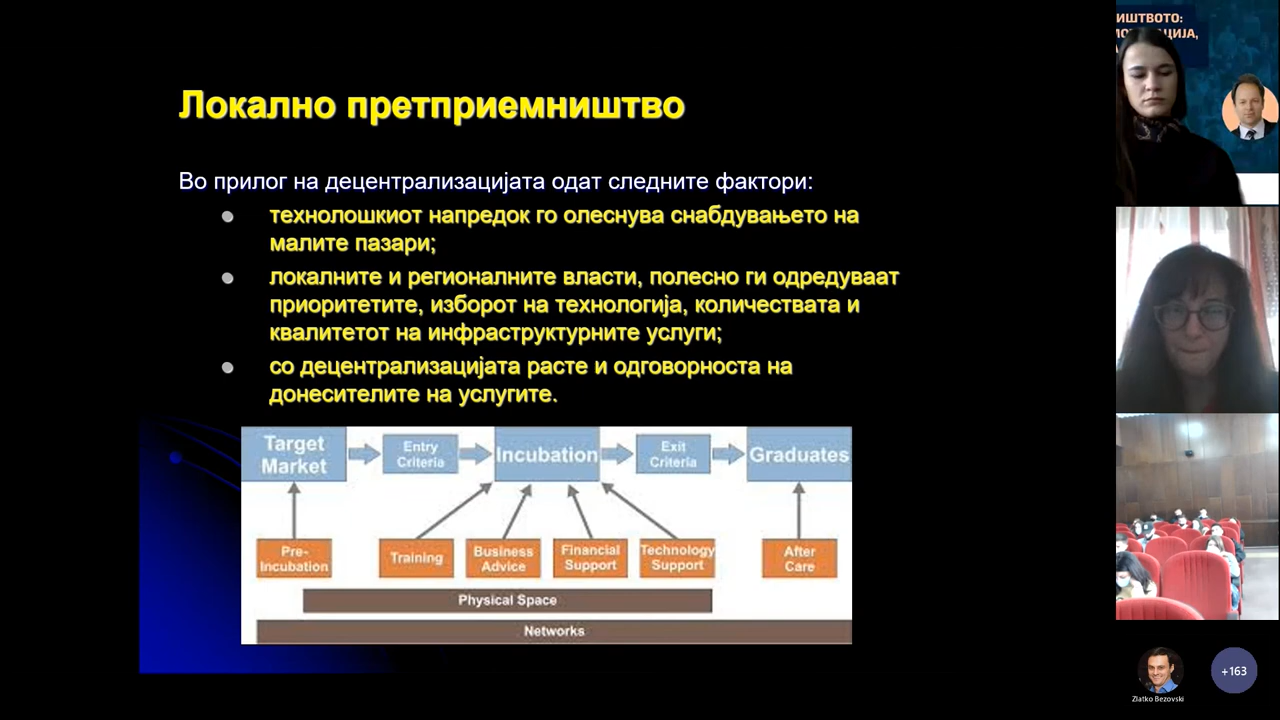 Локално претприемништво
Во прилог на децентрализацијата одат следните фактори:
технолошкиот напредок го олеснува снабдувањето на
малите пазари;
локалните и регионалните власти, полесно ги одредуваат
приоритетите, изборот на технологија, количествата и
квалитетот на инфраструктурните услуги;
со децентрализацијата расте и одговорноста на
донесителите на услугите.
Target
Market
Entry
Criteria
Incubation
Exit
Criteria
Graduates
Pre-
Incubation
Training
Business
Advice
Financial
Support
Technology
Support
After
Care
Physical Space
Networks
ИШТВОТО:
ЦИЈА,
Zlatko Bezovski
+163